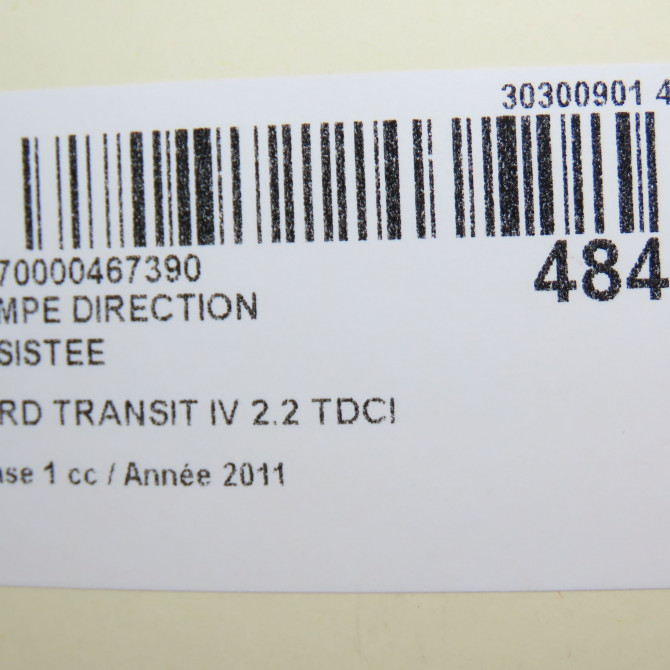 30300901 4
70000467390
484
MPE DIRECTION
SISTEE
RD TRANSIT IV 2.2 TDCI
ase 1 cc / Année 2011